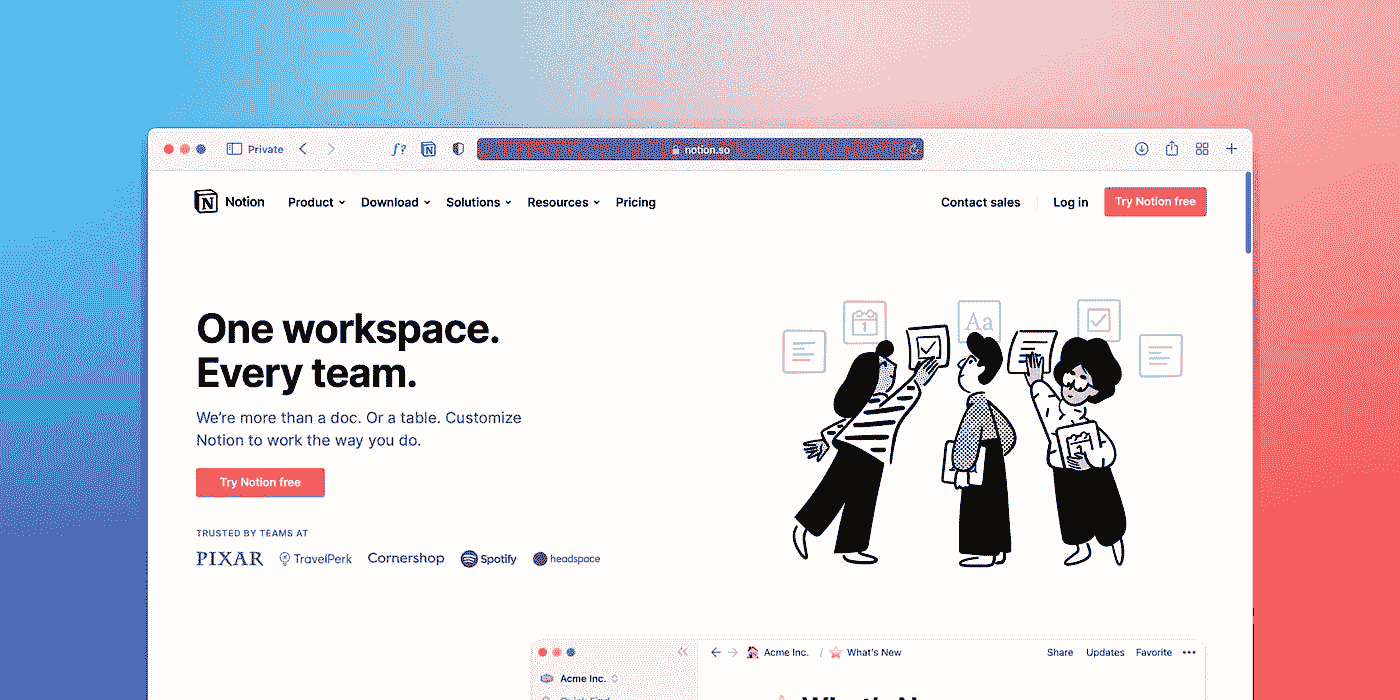 Private
f?
N
notion.so
N
Notion
Product
Download
Solutions
Resources
Pricing
Contact sales
Log in
Try Notion free
One workspace.
Every team.
We're more than a doc. Or a table. Customize
Notion to work the way you do.
Try Notion free
TRUSTED BY TEAMS AT
PIXAR
TravelPerk
Cornershop
Spotify
headspace
1
Aa
Acme Inc. / What's New
Share
Updates
Favorite
Acme Inc.
Quick Find